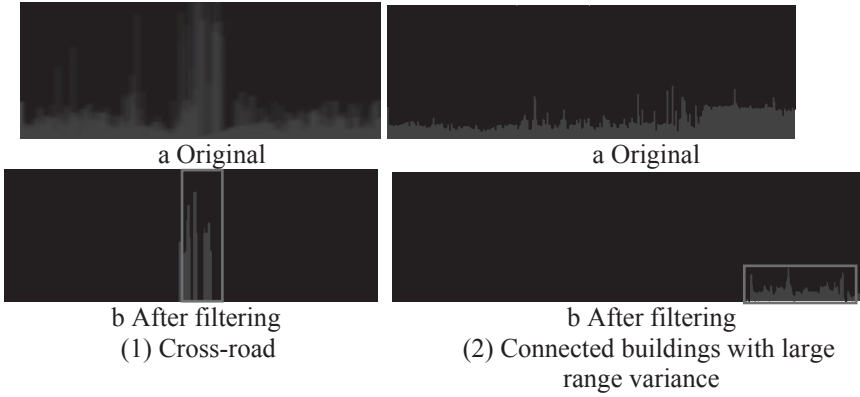 a Original
a Original
b After filtering
b After filtering
(1) Cross-road
(2) Connected buildings with large
range variance